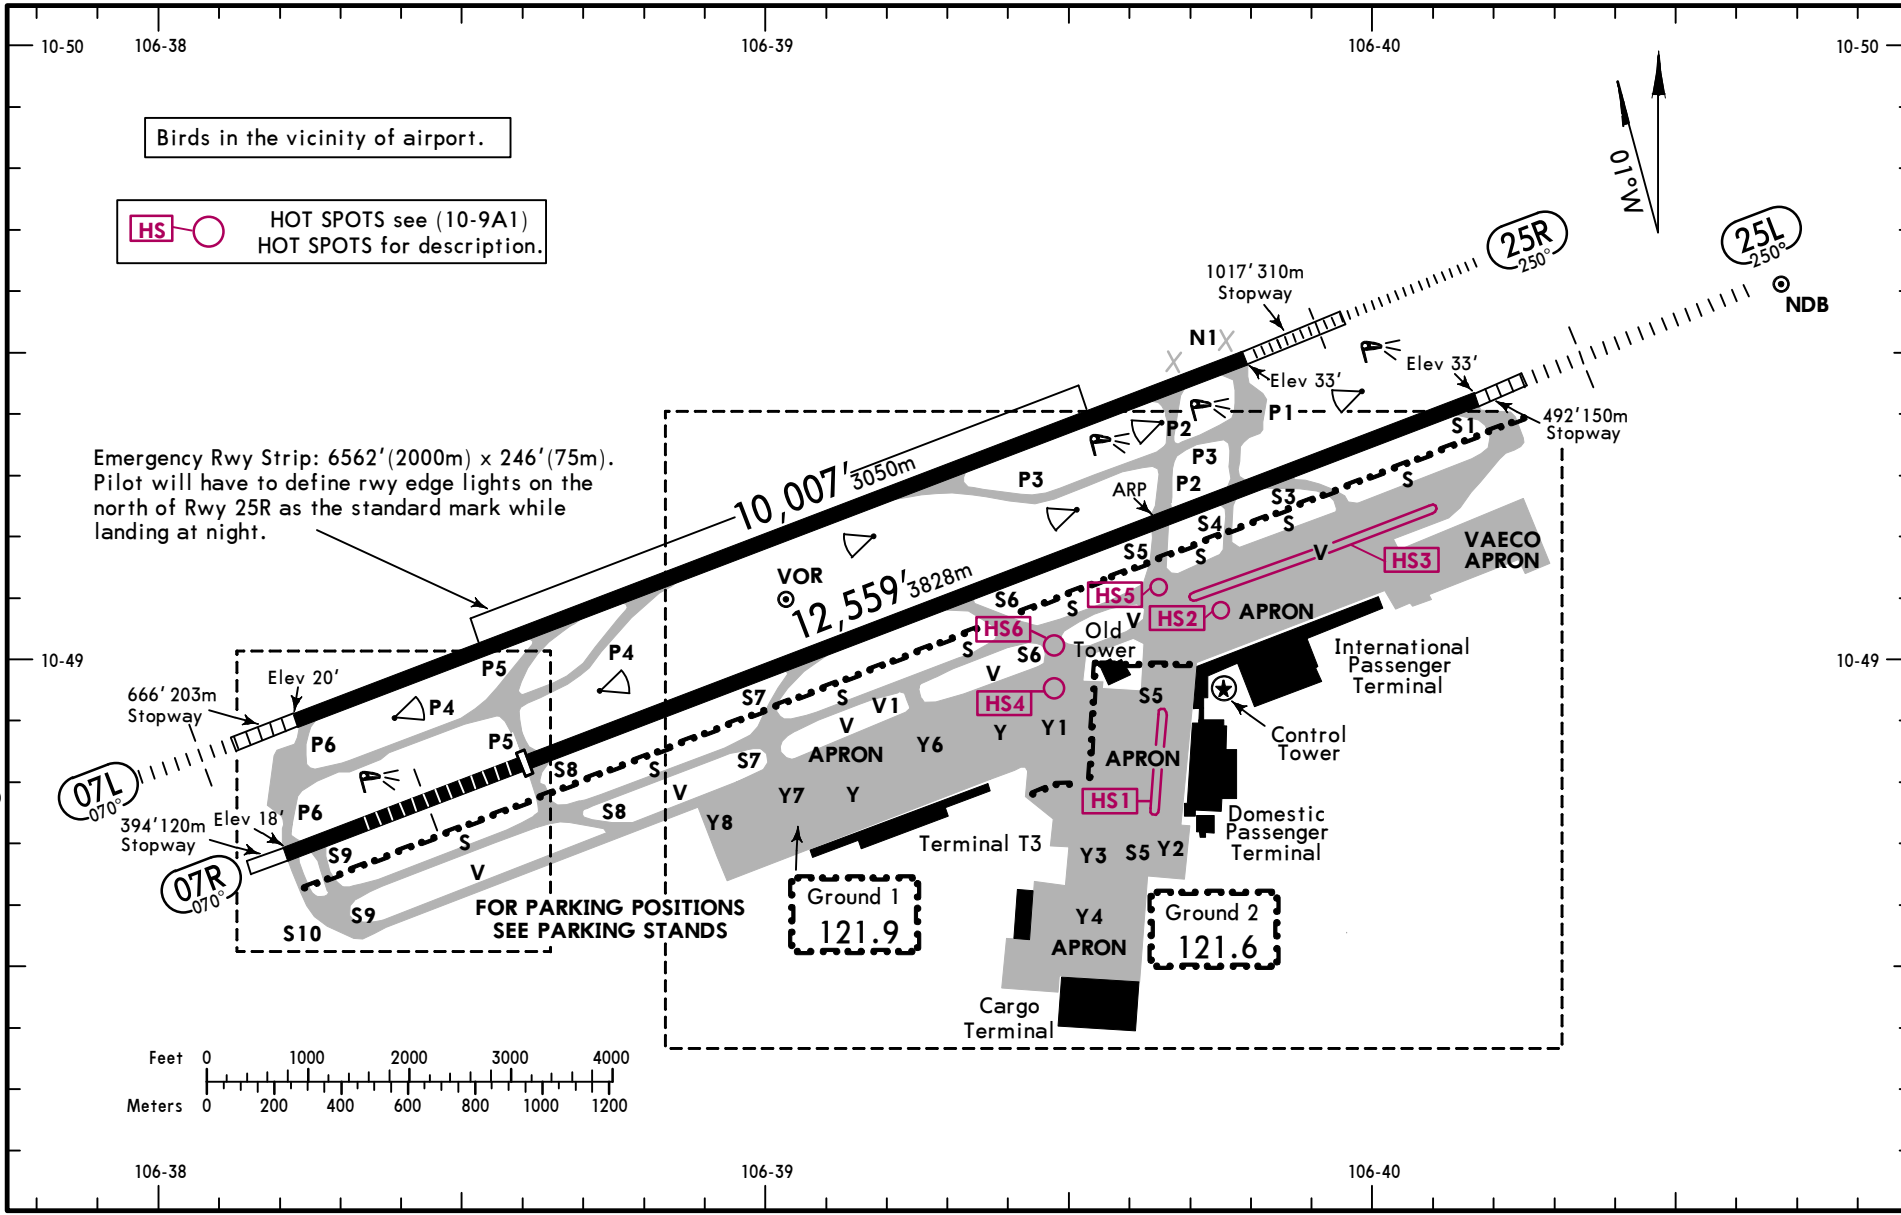 10-50
106-38
106-39
106-40
10-50
Birds in the vicinity of airport.
HS
HOT SPOTS see (10-9A1)
HOT SPOTS for description.
01°W
25R
250°
25L
250°
NDB
1017' 310m
Stopway
N1
Elev 33'
Elev 33'
P1
492' 150m
Stopway
S1
Emergency Rwy Strip: 6562' (2000m) x 246' (75m).
Pilot will have to define rwy edge lights on the
north of Rwy 25R as the standard mark while
landing at night.
10,007' 3050m
P2
P3
P3
P2
ARP
S
S3
S
S4
S
S5
V
VAECO
APRON
HS3
VOR
12,559' 3828m
S6
S
HS5
V
HS2
APRON
HS6
Old
Tower
S
S6
V
International
Passenger
Terminal
10-49
10-49
P4
P5
Elev 20'
666' 203m
Stopway
P4
P6
P5
S7
S
V
V1
HS4
Y
Y1
S5
Y6
APRON
APRON
Control
Tower
07L
070°
S8
S
S7
V
S8
Y7
Y
Y8
HS1
P6
Elev 18'
394' 120m
Stopway
S9
S
V
Terminal T3
Domestic
Passenger
Terminal
Y3
S5
Y2
07R
070°
S9
S10
FOR PARKING POSITIONS
SEE PARKING STANDS
Ground 1
121.9
Y4
APRON
Ground 2
121.6
Cargo
Terminal
Feet 0 1000 2000 3000 4000
Meters 0 200 400 600 800 1000 1200
106-38
106-39
106-40